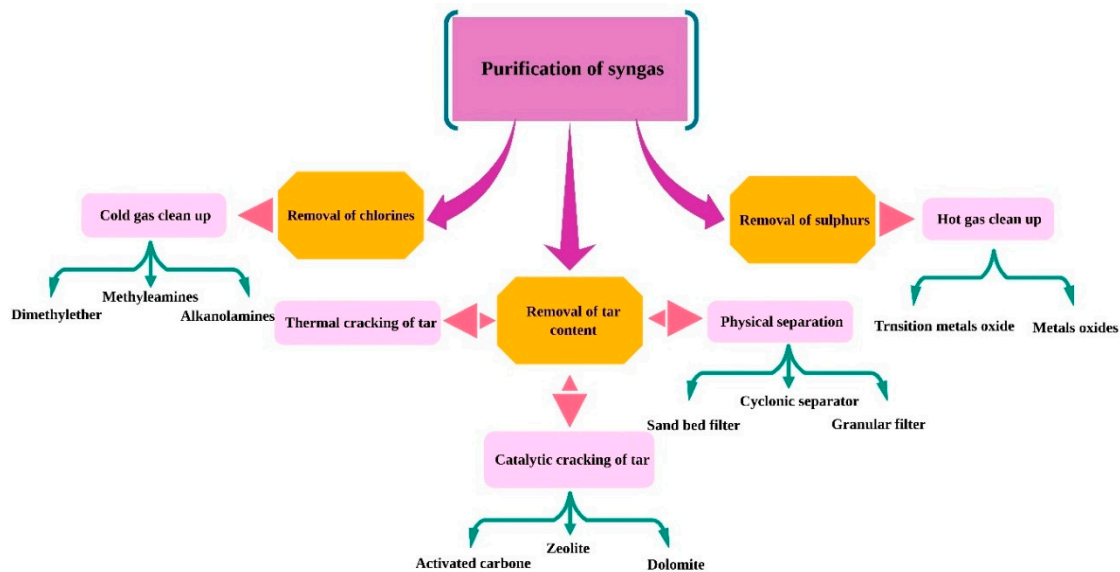 Purification of syngas
Cold gas clean up
Removal of chlorines
Removal of sulphurs
Hot gas clean up
Dimethylether
Methyleamines
Alkanolamines
Thermal cracking of tar
Removal of tar
content
Physical separation
Trnsition metals oxide
Metals oxides
Sand bed filter
Cyclonic separator
Granular filter
Catalytic cracking of tar
Activated carbone
Zeolite
Dolomite